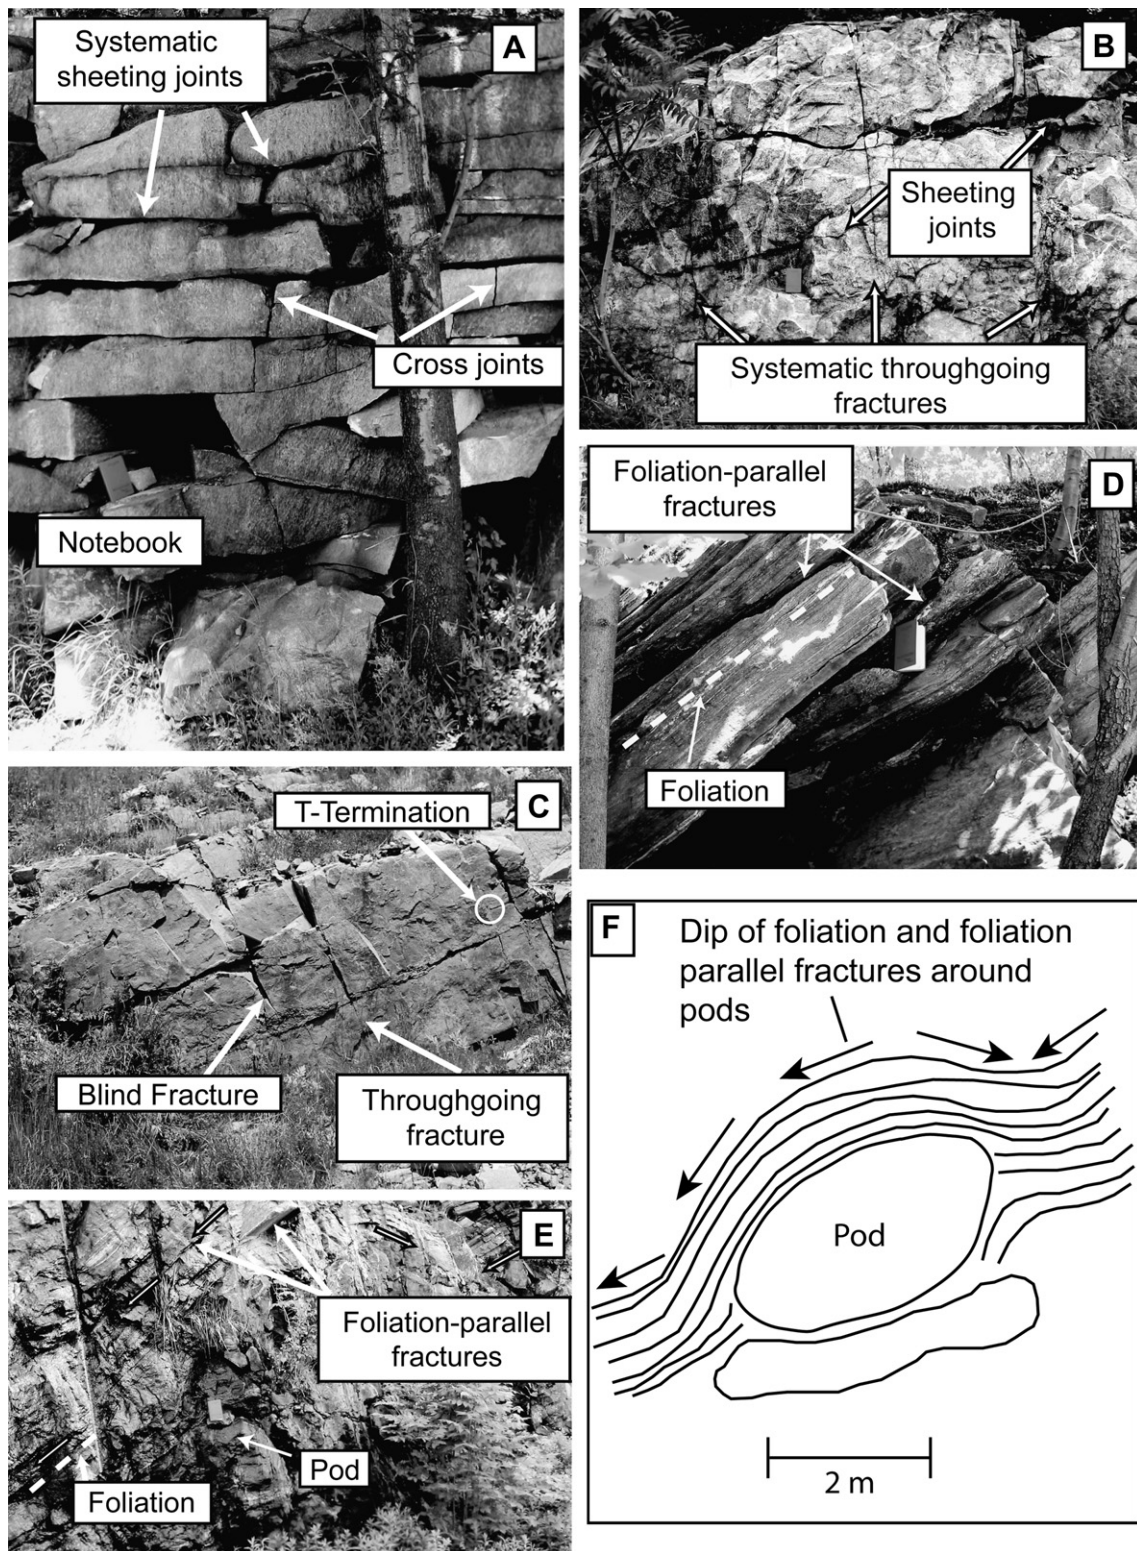 A
Systematic
sheeting joints
Cross joints
Notebook
B
Sheeting
joints
Systematic throughgoing
fractures
C
T-Termination
Blind Fracture
Throughgoing
fracture
D
Foliation-parallel
fractures
Foliation
E
Foliation-parallel
fractures
Pod
Foliation
F
Dip of foliation and foliation
parallel fractures around
pods
Pod
2 m